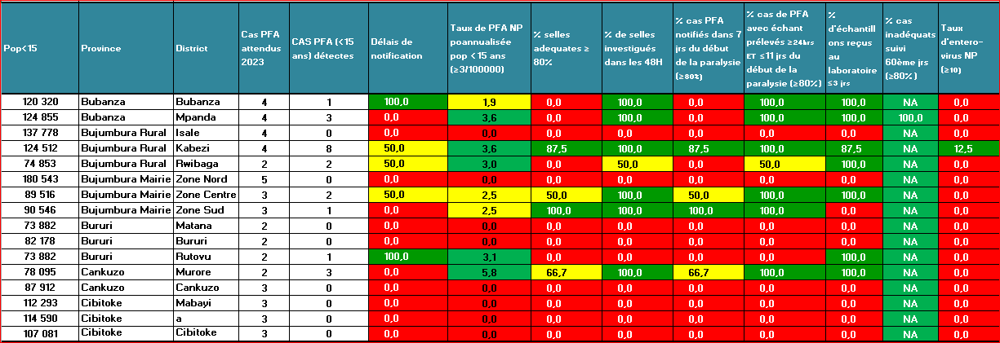 Pop<15 Province District Cas PFA attendus 2023 CAS PFA (<15 ans) détectes Délais de notification Taux de PFA NP poannualisée pop <15 ans (≥3/100000) % selles adequates ≥ 80% % de selles investigués dans les 48H % cas PFA notifiés dans 7 jrs du début de la paralysie (≥80%) % cas de PFA avec échant prélevés ≥24hrs ET ≤11 jrs du début de la paralysie (≥80%) % d'échantill ons reçus au laboratoire ≤3 jrs % cas inadéquats suivi 60ème jrs (≥80%) Taux d'entero-virus NP (≥10)
120 320 Bubanza Bubanza 4 1 100,0 1,9 0,0 100,0 0,0 100,0 100,0 NA 0,0
124 855 Bubanza Mpanda 4 3 0,0 3,6 0,0 100,0 0,0 100,0 100,0 100,0 0,0
137 778 Bujumbura Rural Isale 4 0 0,0 0,0 0,0 0,0 0,0 0,0 0,0 NA 0,0
124 512 Bujumbura Rural Kabezi 4 8 50,0 3,6 87,5 100,0 87,5 100,0 87,5 NA 12,5
74 853 Bujumbura Rural Rwibaga 2 2 50,0 3,0 0,0 50,0 0,0 50,0 100,0 NA 0,0
180 543 Bujumbura Mairie Zone Nord 5 0 0,0 0,0 0,0 0,0 0,0 0,0 0,0 NA 0,0
89 516 Bujumbura Mairie Zone Centre 3 2 50,0 2,5 50,0 100,0 50,0 100,0 100,0 NA 0,0
90 546 Bujumbura Mairie Zone Sud 3 1 0,0 2,5 100,0 100,0 100,0 100,0 0,0 NA 0,0
73 882 Bururi Matana 2 0 0,0 0,0 0,0 0,0 0,0 0,0 0,0 NA 0,0
82 178 Bururi Bururi 2 0 0,0 0,0 0,0 0,0 0,0 0,0 0,0 NA 0,0
73 882 Bururi Rutovu 2 1 100,0 3,1 0,0 0,0 0,0 0,0 100,0 NA 0,0
78 095 Cankuzo Murore 2 3 0,0 5,8 66,7 100,0 66,7 100,0 100,0 NA 0,0
87 912 Cankuzo Cankuzo 3 0 0,0 0,0 0,0 0,0 0,0 0,0 0,0 NA 0,0
112 293 Cibitoke Mabayi 3 0 0,0 0,0 0,0 0,0 0,0 0,0 0,0 NA 0,0
114 590 Cibitoke a 3 0 0,0 0,0 0,0 0,0 0,0 0,0 0,0 NA 0,0
107 081 Cibitoke Cibitoke 3 0 0,0 0,0 0,0 0,0 0,0 0,0 0,0 NA 0,0